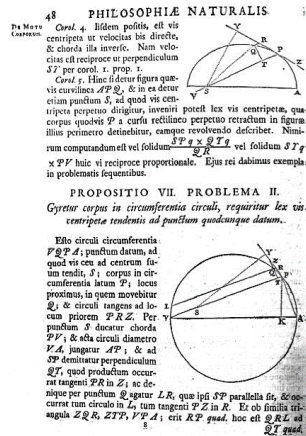 48 PHILOSOPHIÆ NATURALIS
DE MOTU
CORPORUM.
Corol. 4. Iisdem positis, est vis
centripeta ut velocitas bis directe,
& chorda illa inverse. Nam velo-
citas est reciproce ut perpendiculum
SY per corol. 1. prop. 1.
Corol. 5. Hinc si detur figura quæ-
vis curvilinea APQ, & in ea detur
etiam punctum S, ad quod vis cen-
tripeta perpetuo dirigitur, inveniri potest lex vis centripetæ, qua
corpus quodvis P a cursu rectilineo perpetuo retractum in figuræ
illius perimetro detinebitur, eamque revolvendo describet. Nimi-
rum computandum est vel solidum SPq × QTq / QR vel solidum STq
× PV huic vi reciproce proportionale. Ejus rei dabimus exempla
in problematis sequentibus.
PROPOSITIO VII. PROBLEMA II.
Gyretur corpus in circumferentia circuli, requiritur lex vis
centripetæ tendentis ad punctum quodcunque datum.
Esto circuli circumferentia
VQPA; punctum datum, ad
quod vis ceu ad centrum su-
um tendit, S; corpus in cir-
cumferentia latum P; locus
proximus, in quem movebitur
Q; & circuli tangens ad lo-
cum priorem PRZ. Per
punctum S ducatur chorda
PV; & acta circuli diametro
VA, jungatur AP; & ad
SP demittatur perpendiculum
QT, quod productum occur-
rat tangenti PR in Z; ac de-
nique per punctum Q agatur LR, quæ ipsi SP parallela sit, & oc-
currat tum circulo in L, tum tangenti PZ in R. Et ob similia tri-
angula ZQR, ZTP, VPA; erit RP quad. hoc est QRL ad
QT quad.
8